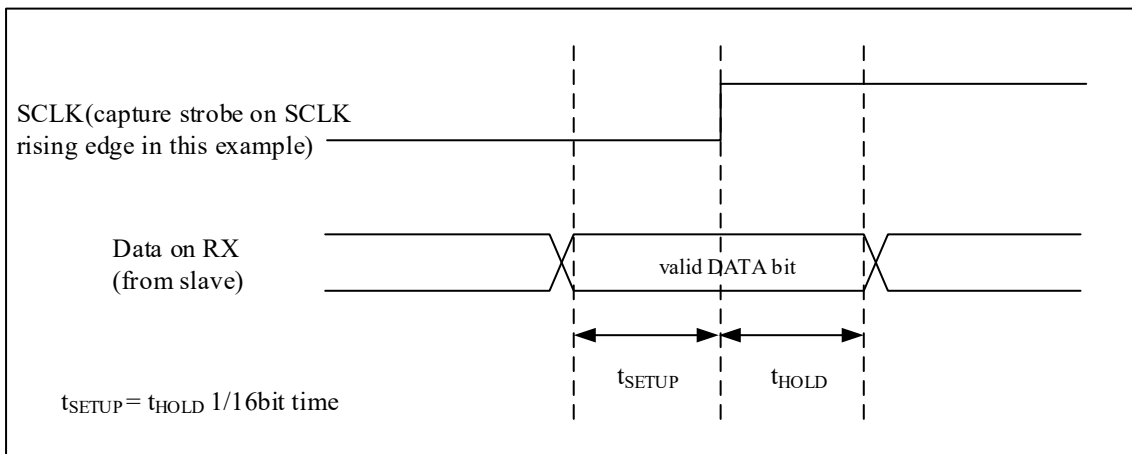 SCLK(capture strobe on SCLK
rising edge in this example)
Data on RX
(from slave)
valid DATA bit
tSETUP
tHOLD
tSETUP= tHOLD 1/16bit time